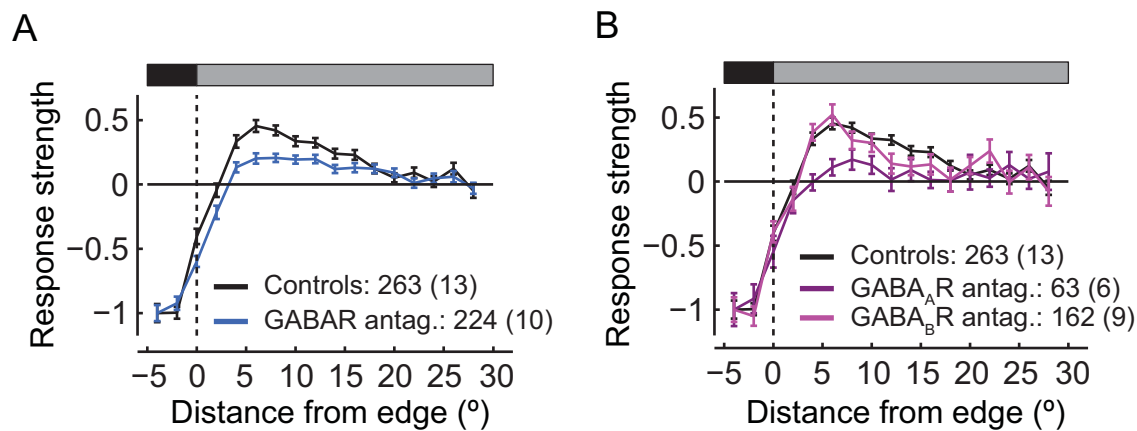 A
Response strength
0.5
0
−0.5
−1
Controls: 263 (13)
GABAR antag.: 224 (10)
−5 0 5 10 15 20 25 30
Distance from edge (º)
B
Response strength
0.5
0
−0.5
−1
Controls: 263 (13)
GABA_AR antag.: 63 (6)
GABA_BR antag.: 162 (9)
−5 0 5 10 15 20 25 30
Distance from edge (º)